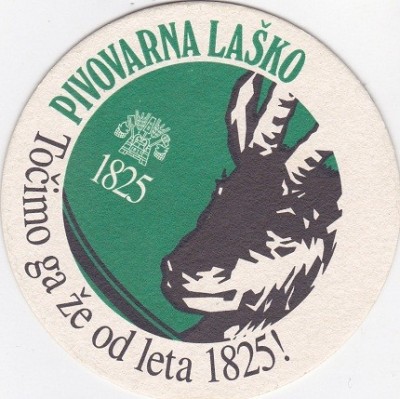 PIVOVARNA LAŠKO
1825
Točimo ga že od leta 1825!